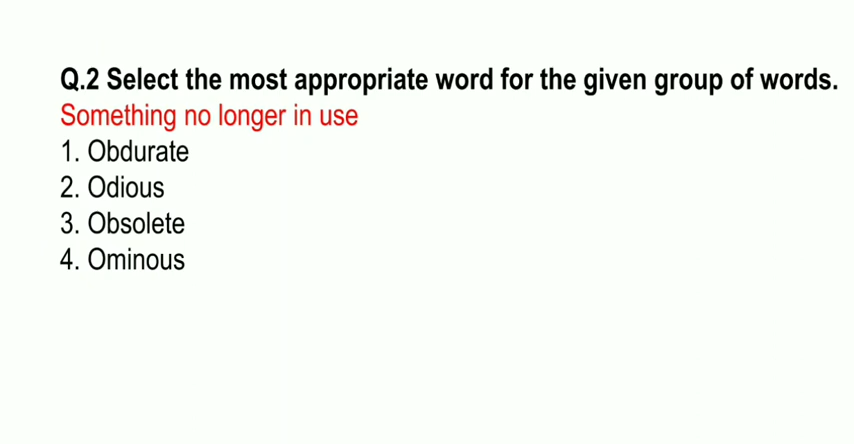 Q.2 Select the most appropriate word for the given group of words.
Something no longer in use
1. Obdurate
2. Odious
3. Obsolete
4. Ominous